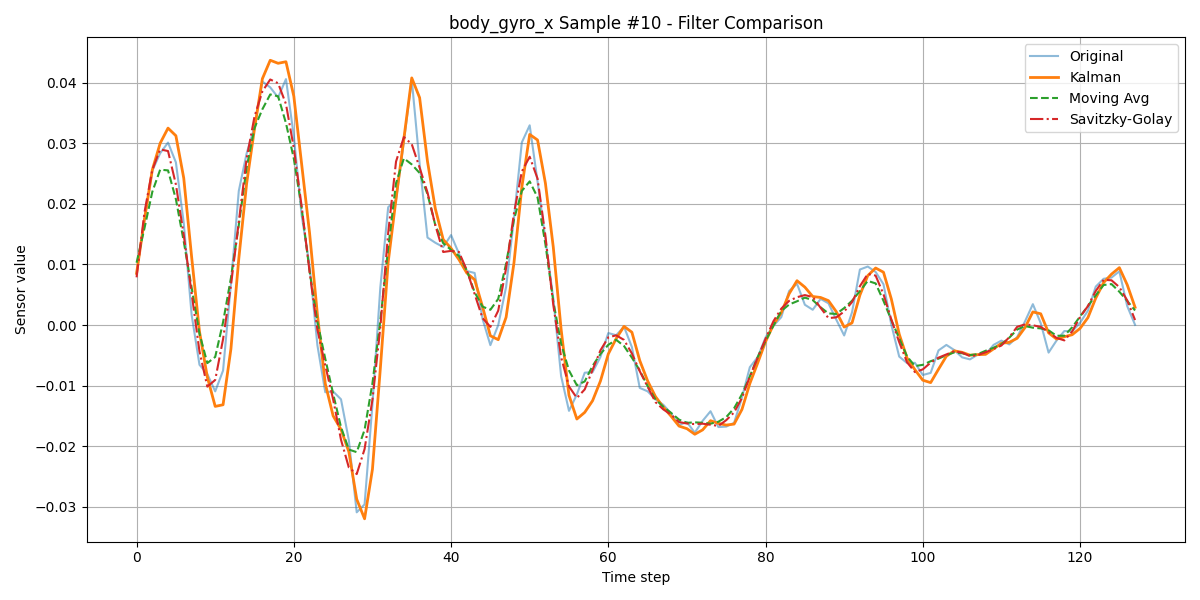 body_gyro_x Sample #10 - Filter Comparison
Original
Kalman
Moving Avg
Savitzky-Golay
Sensor value
0.04
0.03
0.02
0.01
0.00
−0.01
−0.02
−0.03
0 20 40 60 80 100 120
Time step